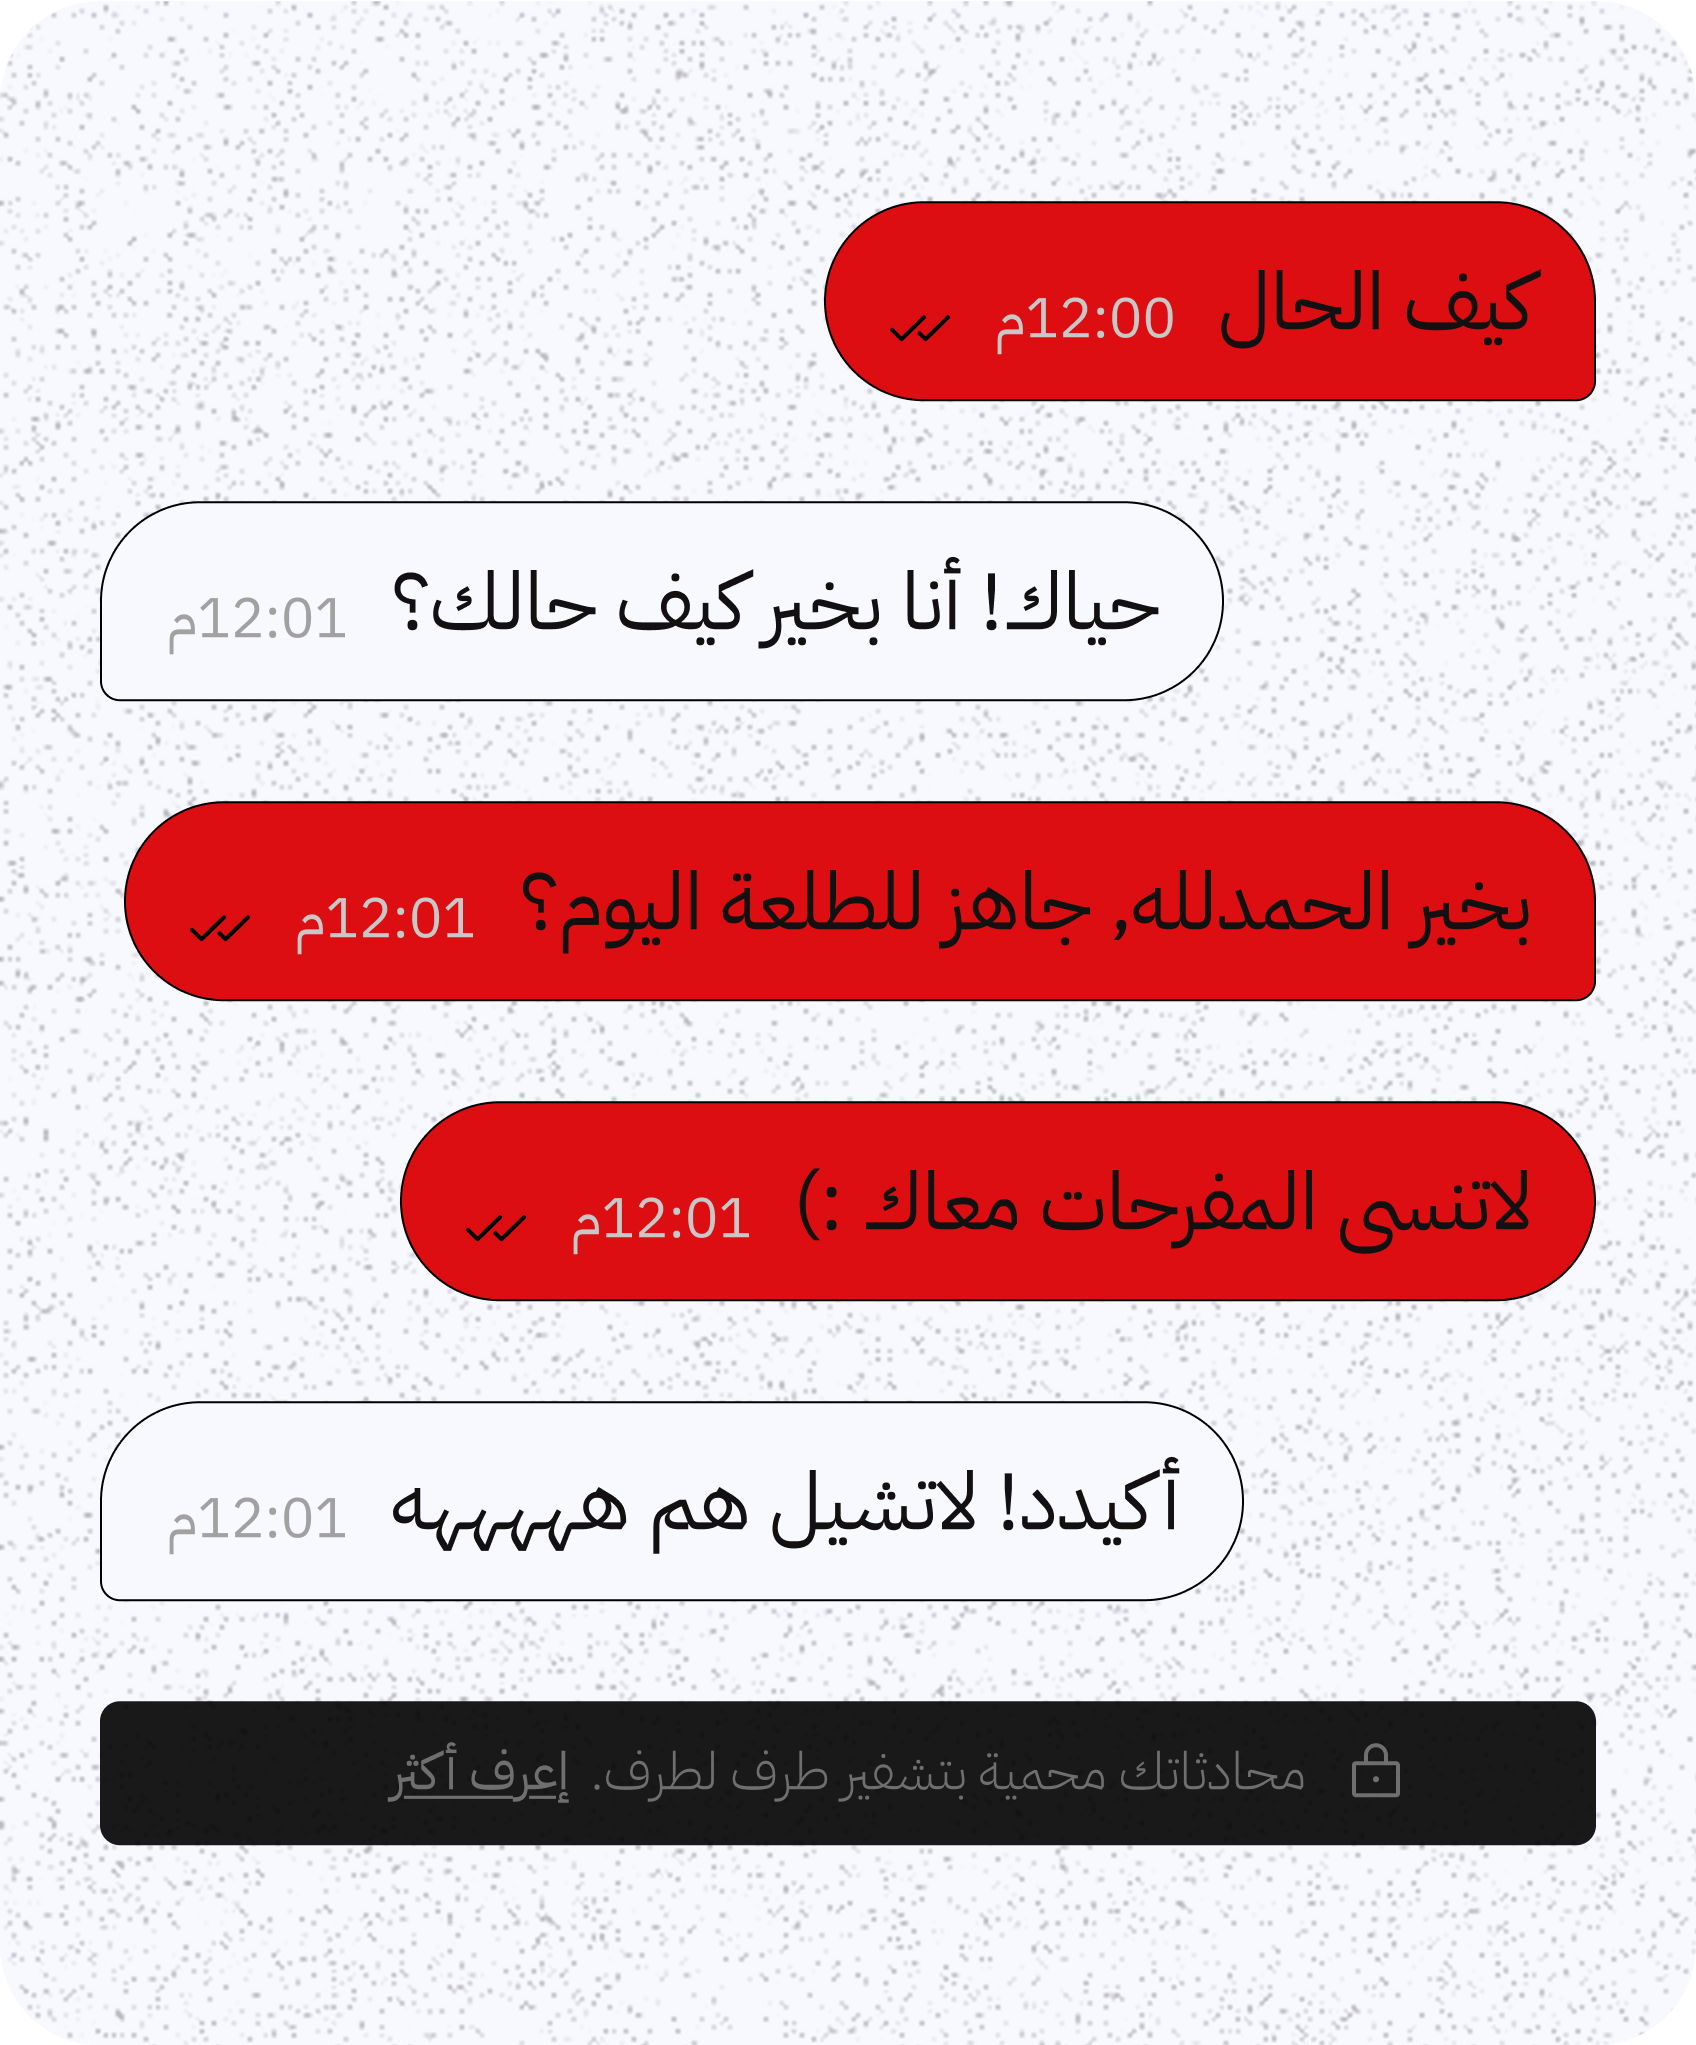 كيف الحال 12:00م
حياك! أنا بخير كيف حالك؟ 12:01م
بخير الحمدلله, جاهز للطلعة اليوم؟ 12:01م
لاتنسى المفرحات معاك :) 12:01م
أكيدد! لاتشيل هم هههههه 12:01م
محادثاتك محمية بتشفير طرف لطرف. إعرف أكثر